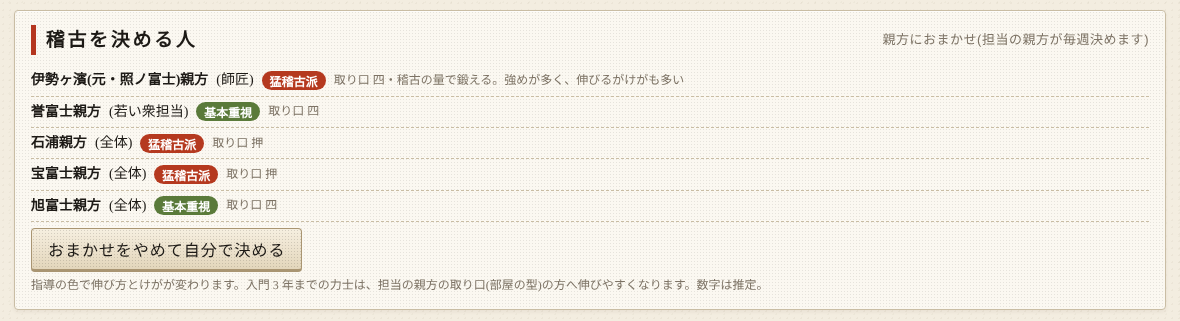 稽古を決める人
親方におまかせ(担当の親方が毎週決めます)
伊勢ヶ濱(元・照ノ富士)親方 (師匠) 猛稽古派 取り口 四・稽古の量で鍛える。強めが多く、伸びるがけがも多い
誉富士親方 (若い衆担当) 基本重視 取り口 四
石浦親方 (全体) 猛稽古派 取り口 押
宝富士親方 (全体) 猛稽古派 取り口 押
旭富士親方 (全体) 基本重視 取り口 四
おまかせをやめて自分で決める
指導の色で伸び方とけがが変わります。入門 3 年までの力士は、担当の親方の取り口(部屋の型)の方へ伸びやすくなります。数字は推定。